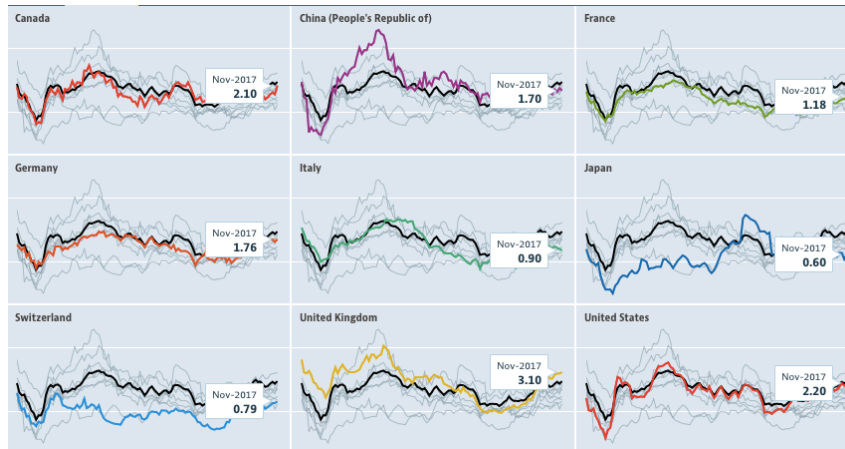 Canada
Nov-2017
2.10
China (People's Republic of)
Nov-2017
1.70
France
Nov-2017
1.18
Germany
Nov-2017
1.76
Italy
Nov-2017
0.90
Japan
Nov-2017
0.60
Switzerland
Nov-2017
0.79
United Kingdom
Nov-2017
3.10
United States
Nov-2017
2.20